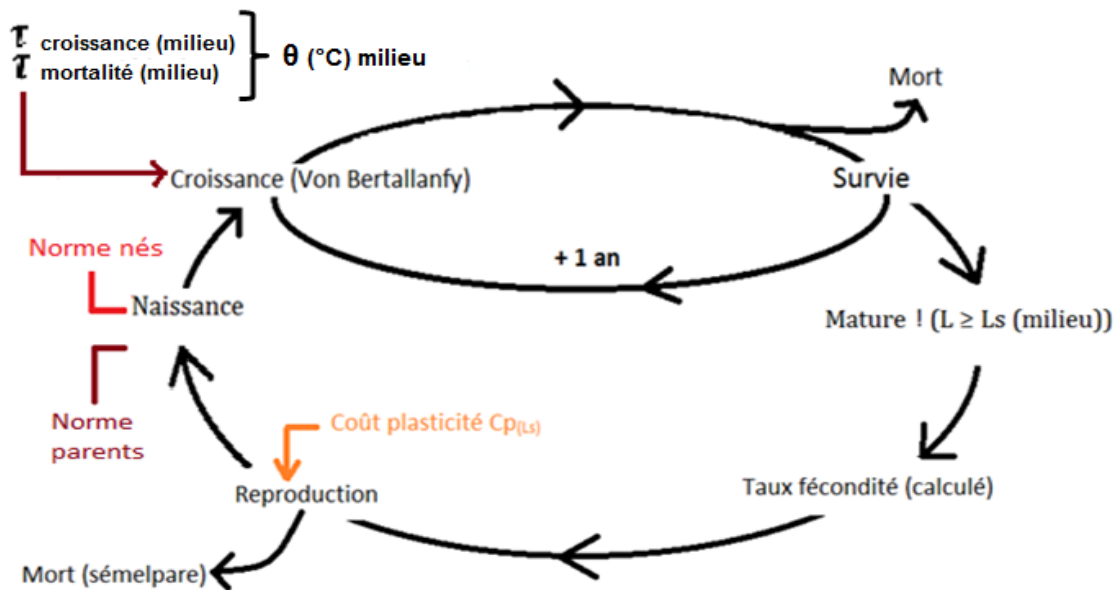 τ croissance (milieu)
τ mortalité (milieu)
θ (°C) milieu
Mort
Croissance (Von Bertallanfy)
Survie
Norme nés
+ 1 an
Naissance
Mature ! (L ≥ Ls (milieu))
Norme
parents
Coût plasticité Cp(Ls)
Reproduction
Taux fécondité (calculé)
Mort (sémelpare)